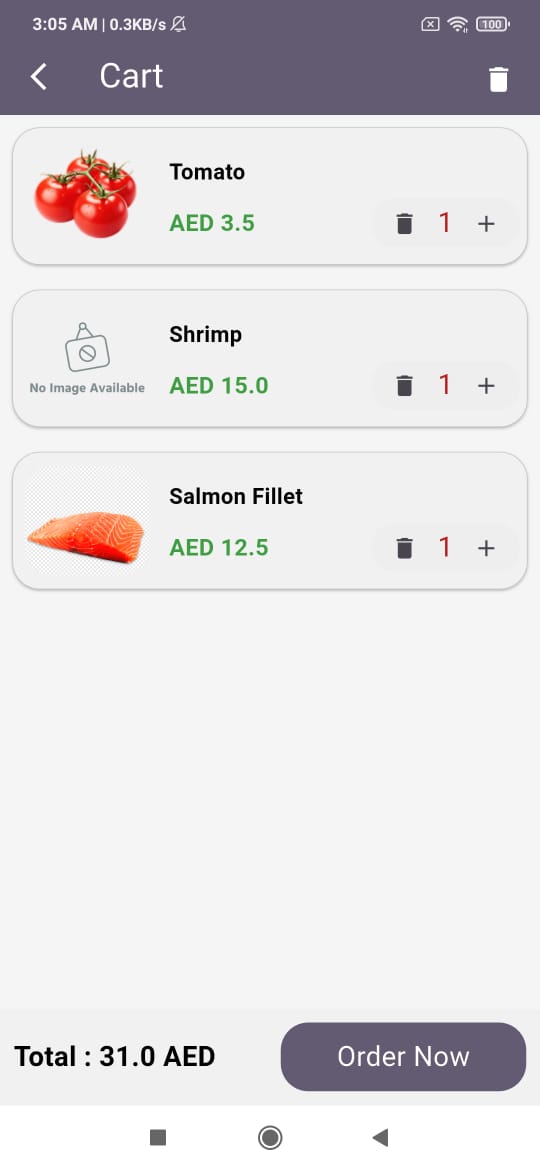 3:05 AM | 0.3KB/s
100
Cart
Tomato
AED 3.5
1
+
Shrimp
No Image Available
AED 15.0
1
+
Salmon Fillet
AED 12.5
1
+
Total : 31.0 AED
Order Now